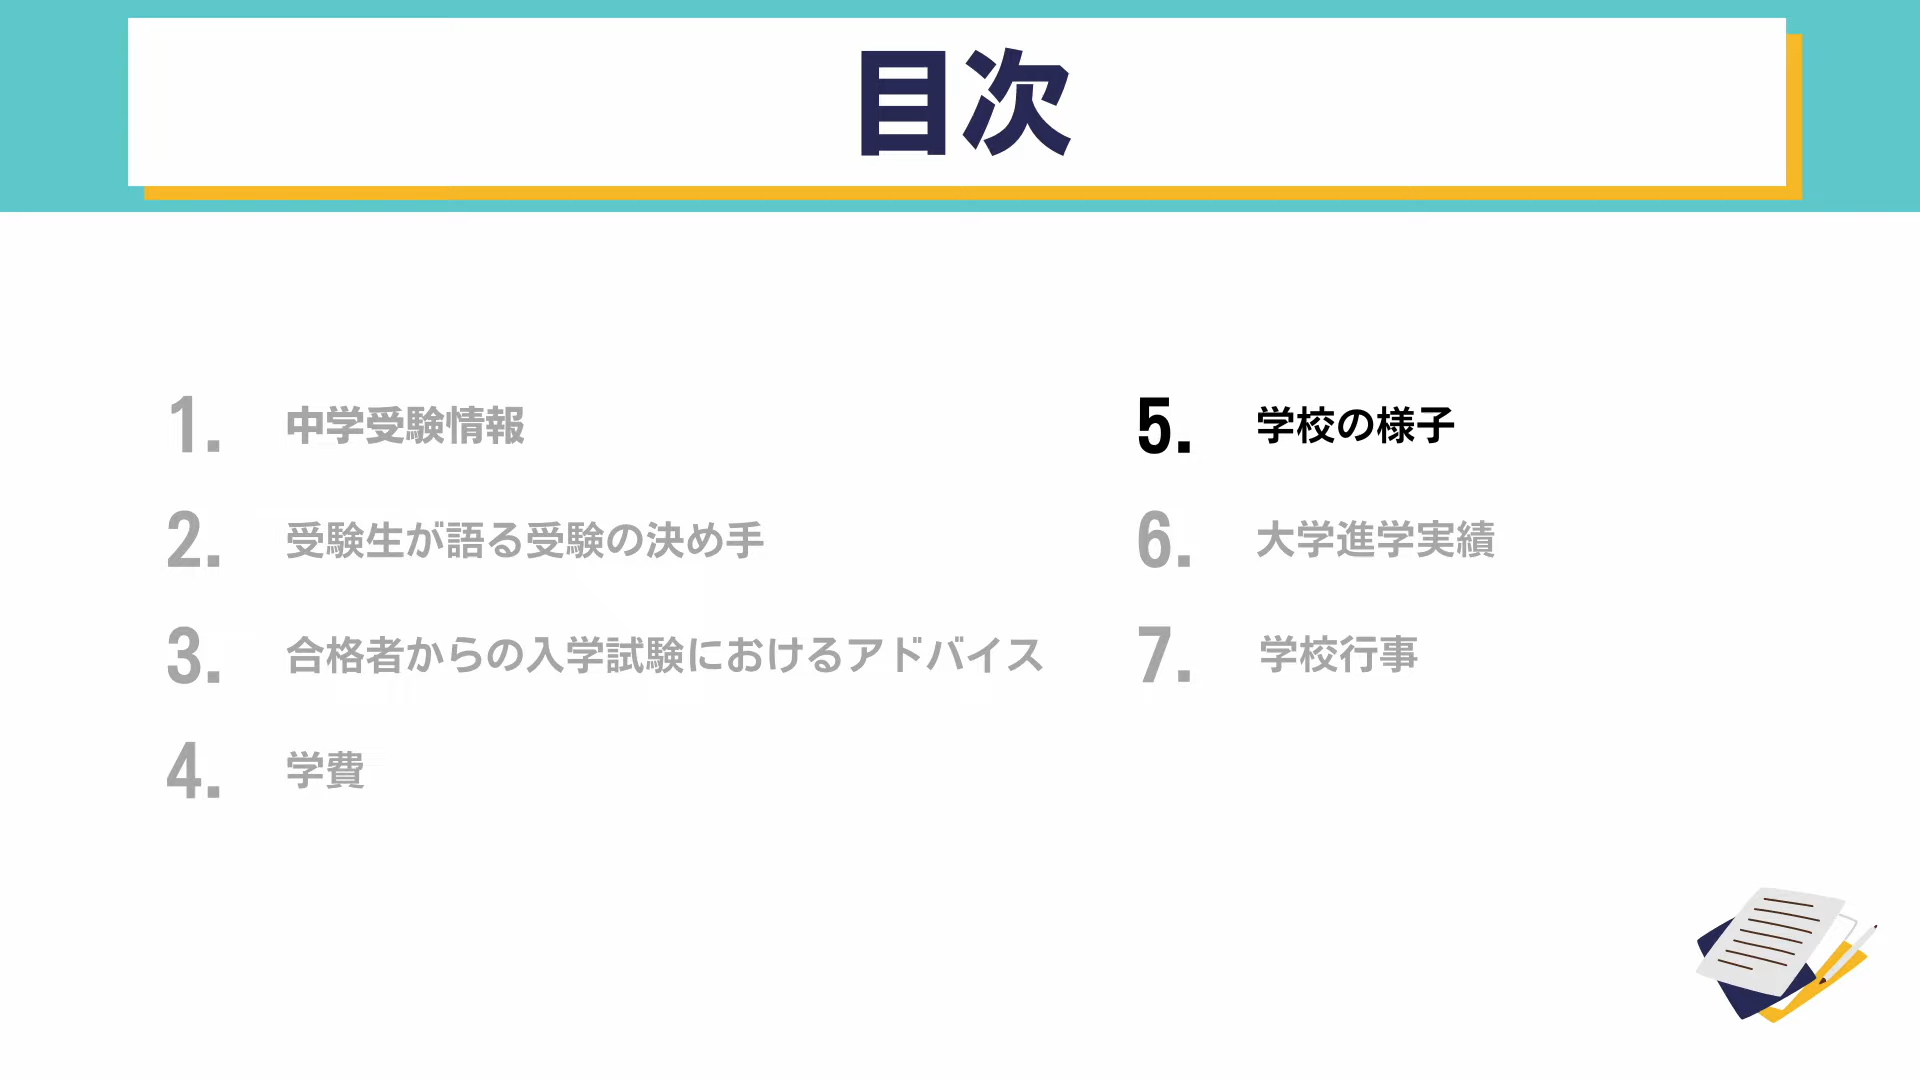 目次
1. 中学受験情報
2. 受験生が語る受験の決め手
3. 合格者からの入学試験におけるアドバイス
4. 学費
5. 学校の様子
6. 大学進学実績
7. 学校行事